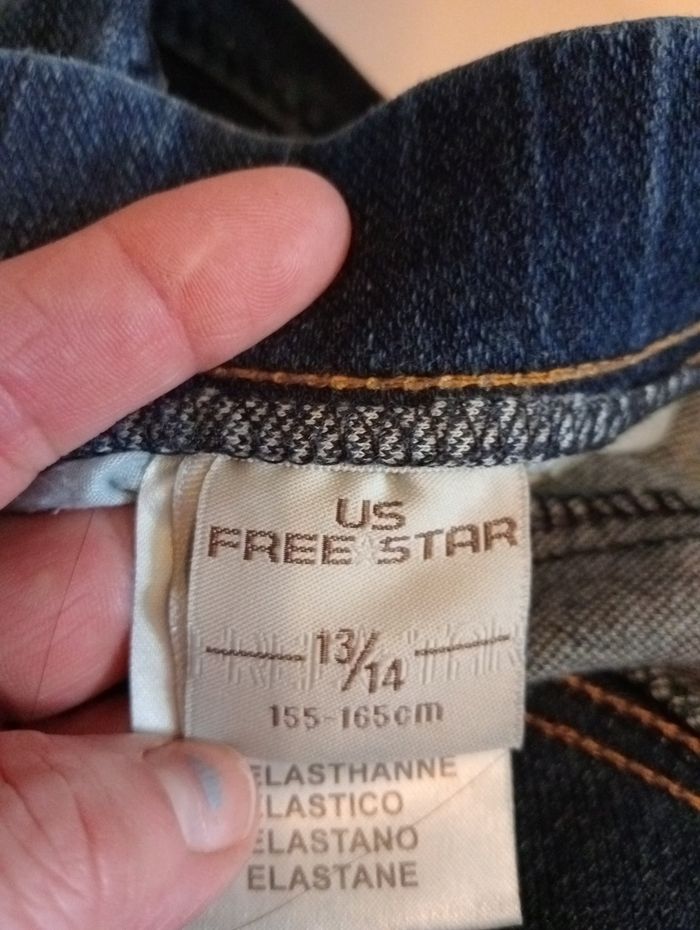 US
FREE STAR
13/14
155-165cm
ELASTHANNE
ELASTICO
ELASTANO
ELASTANE